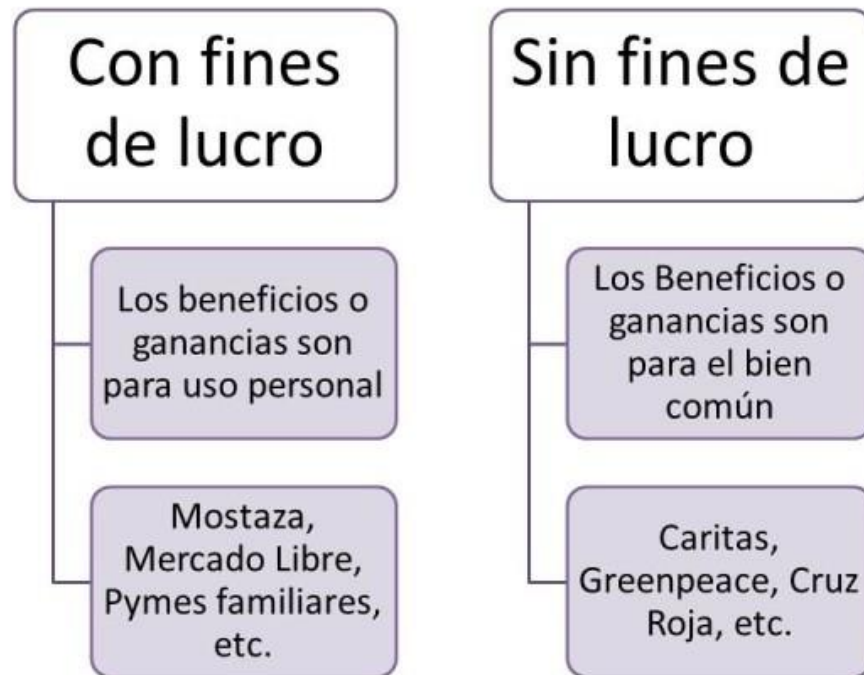 Con fines
de lucro
Los beneficios o
ganancias son
para uso personal
Mostaza,
Mercado Libre,
Pymes familiares,
etc.
Sin fines de
lucro
Los Beneficios o
ganancias son
para el bien
común
Caritas,
Greenpeace, Cruz
Roja, etc.